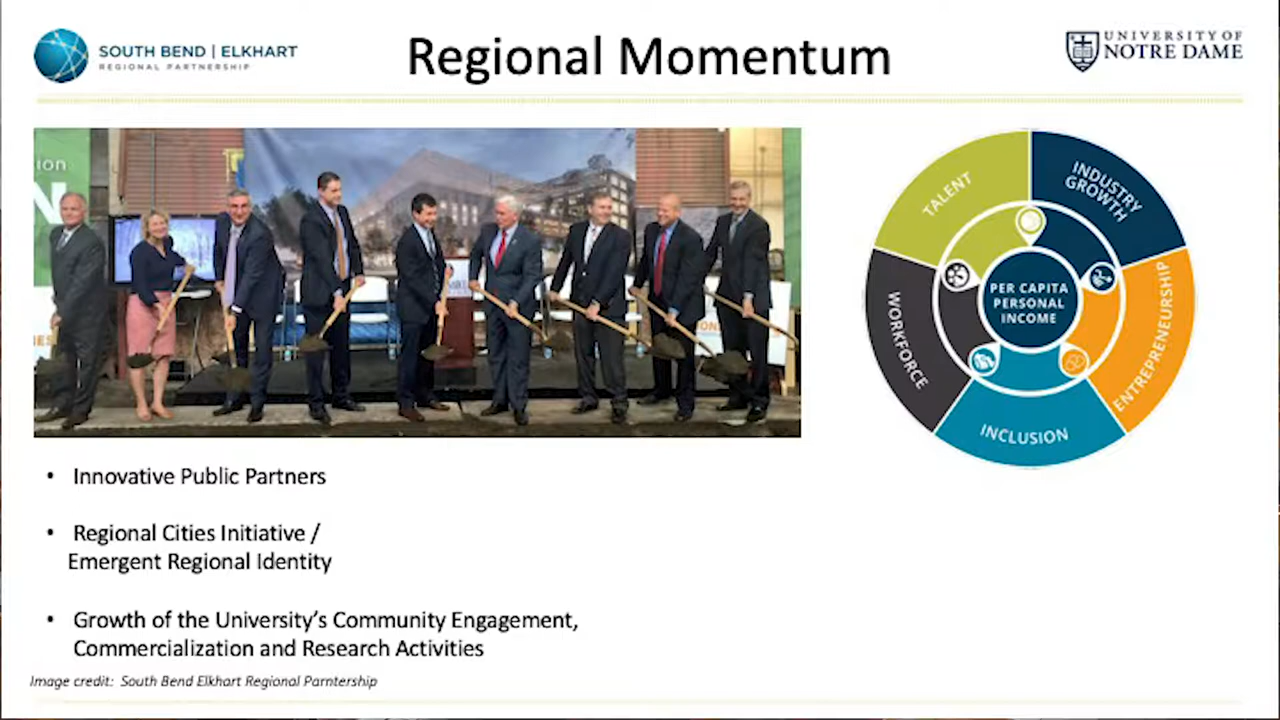 SOUTH BEND | ELKHART
REGIONAL PARTNERSHIP
Regional Momentum
UNIVERSITY OF
NOTRE DAME
ion
N
TALENT
INDUSTRY
GROWTH
WORKFORCE
PER CAPITA
PERSONAL
INCOME
ENTREPRENEURSHIP
INCLUSION
• Innovative Public Partners
• Regional Cities Initiative /
Emergent Regional Identity
• Growth of the University's Community Engagement,
Commercialization and Research Activities
Image credit: South Bend Elkhart Regional Parntership